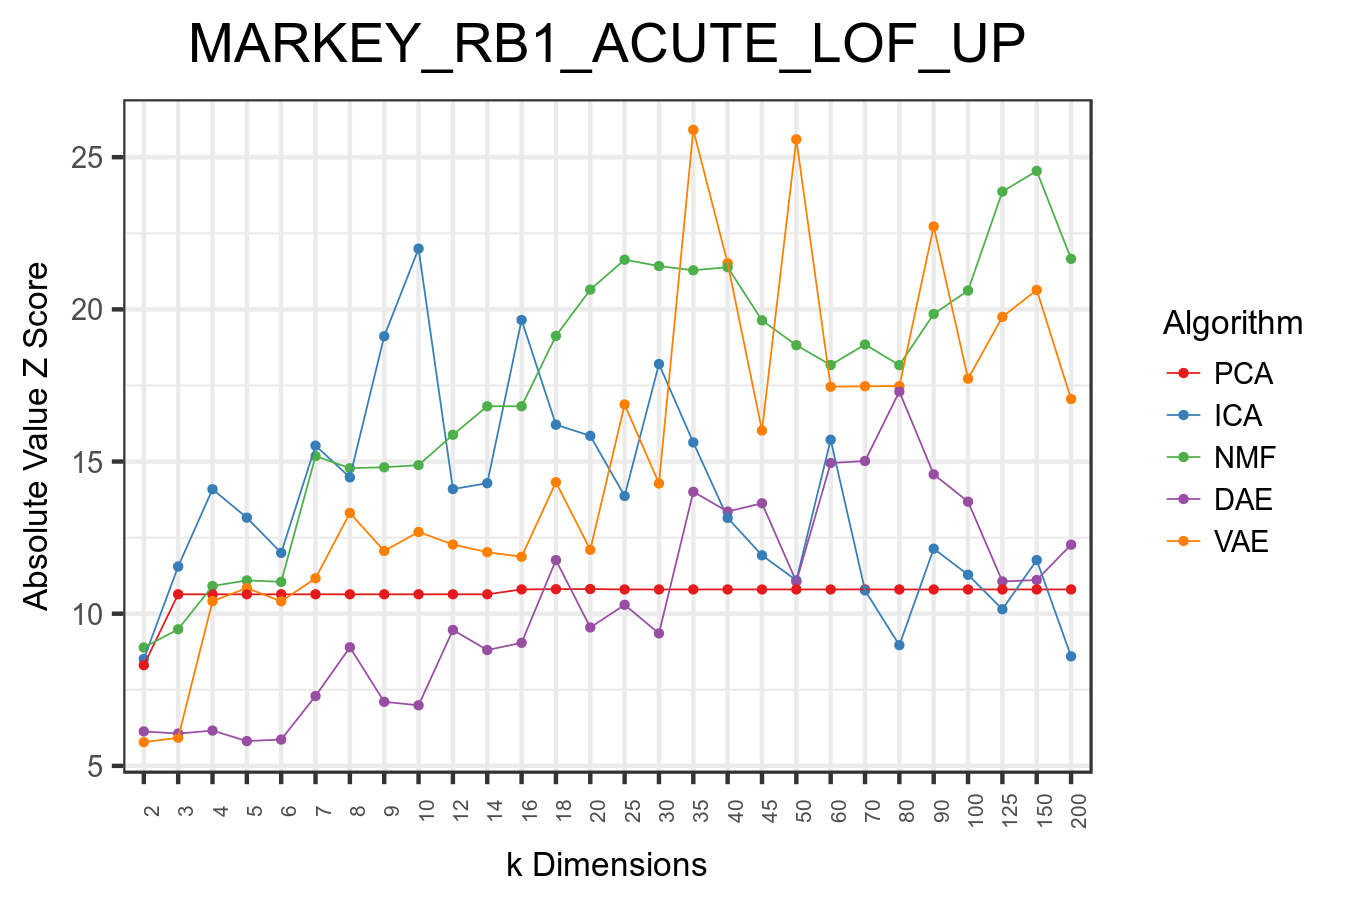 MARKEY_RB1_ACUTE_LOF_UP
Absolute Value Z Score
25
20
15
10
5
2 3 4 5 6 7 8 9 10 12 14 16 18 20 25 30 35 40 45 50 60 70 80 90 100 125 150 200
k Dimensions
Algorithm
PCA
ICA
NMF
DAE
VAE